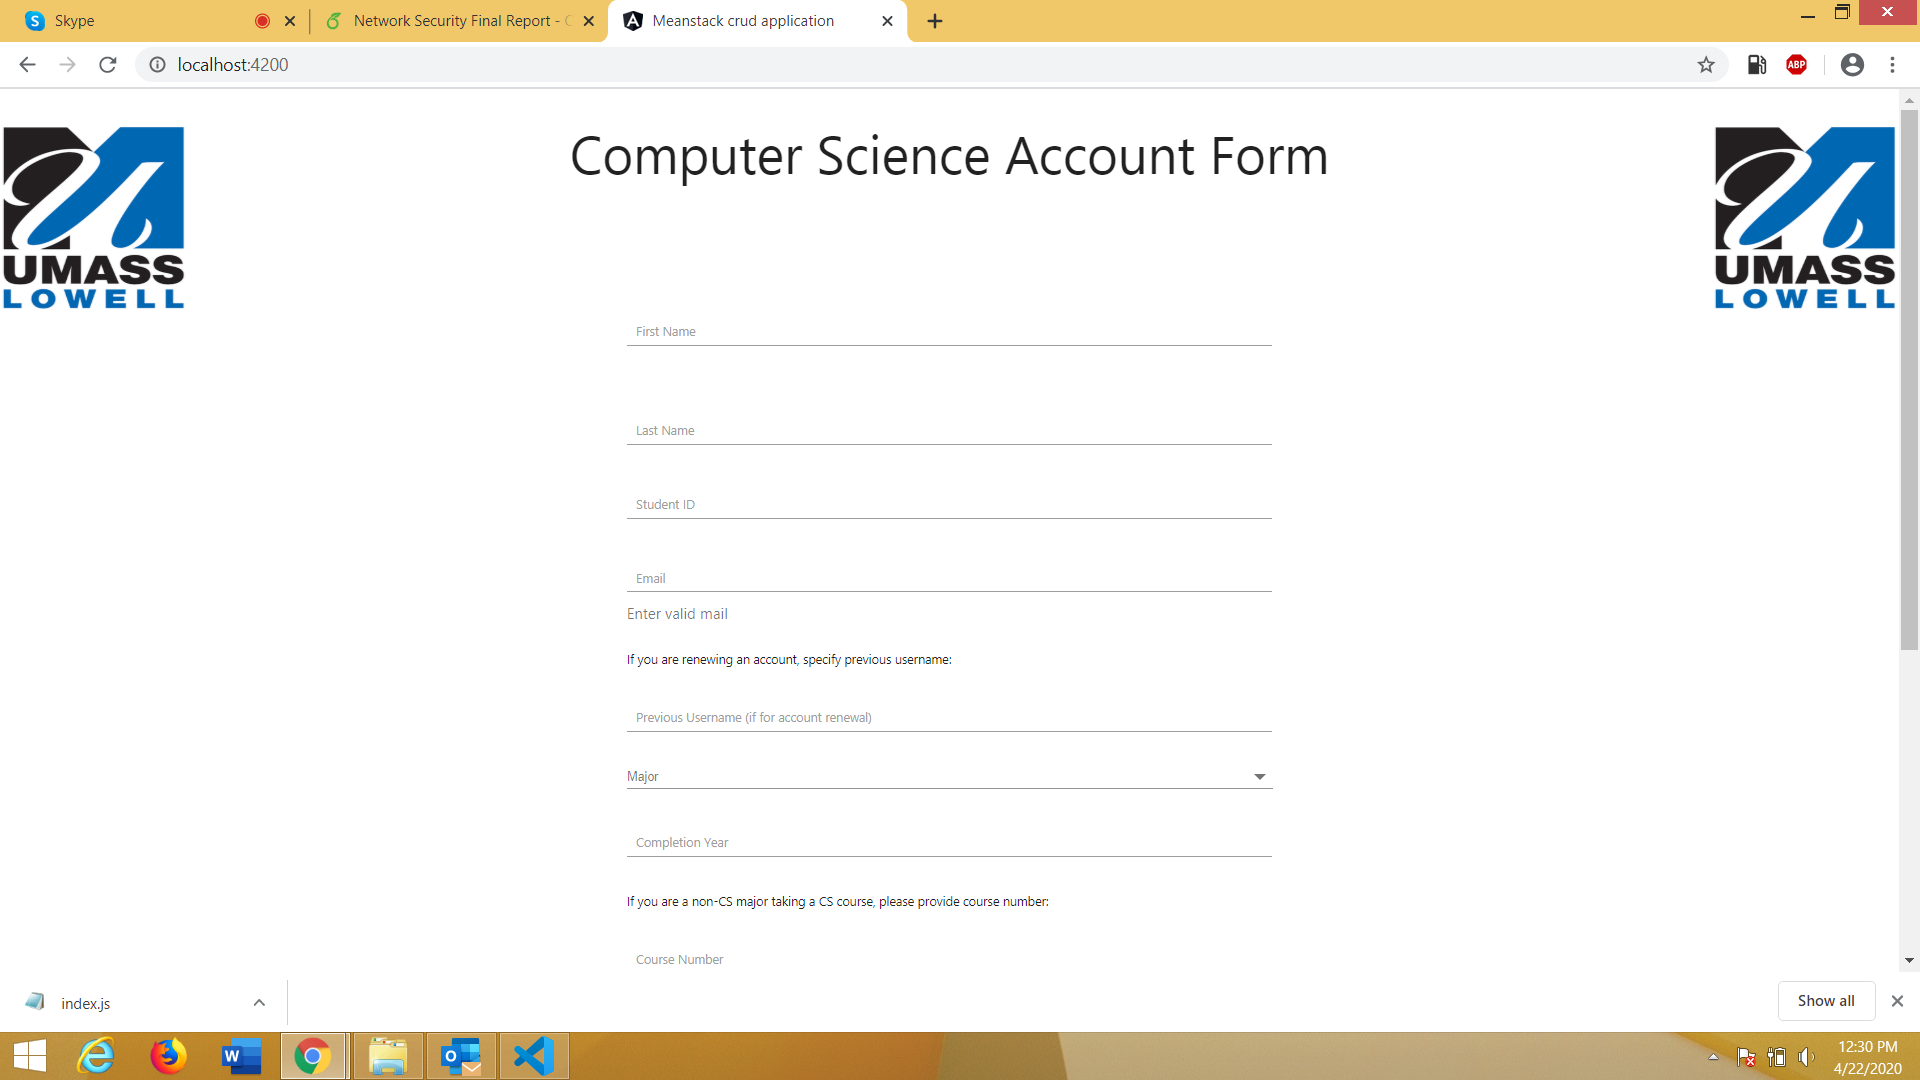 Skype
Network Security Final Report -
Meanstack crud application
localhost:4200
ABP
Computer Science Account Form
UMASS
LOWELL
UMASS
LOWELL
First Name
Last Name
Student ID
Email
Enter valid mail
If you are renewing an account, specify previous username:
Previous Username (if for account renewal)
Major
Completion Year
If you are a non-CS major taking a CS course, please provide course number:
Course Number
index.js
Show all
12:30 PM
4/22/2020